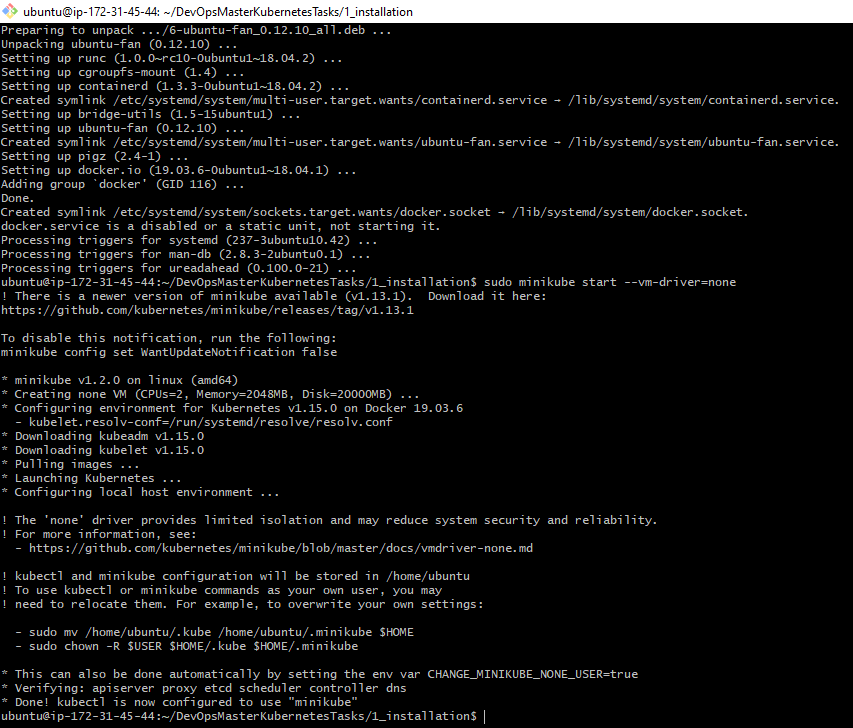 ubuntu@ip-172-31-45-44: ~/DevOpsMasterKubernetesTasks/1_installation
Preparing to unpack .../6-ubuntu-fan_0.12.10_all.deb ...
Unpacking ubuntu-fan (0.12.10) ...
Setting up runc (1.0.0~rc10-0ubuntu1~18.04.2) ...
Setting up cgroupfs-mount (1.4) ...
Setting up containerd (1.3.3-0ubuntu1~18.04.2) ...
Created symlink /etc/systemd/system/multi-user.target.wants/containerd.service → /lib/systemd/system/containerd.service.
Setting up bridge-utils (1.5-15ubuntu1) ...
Setting up ubuntu-fan (0.12.10) ...
Created symlink /etc/systemd/system/multi-user.target.wants/ubuntu-fan.service → /lib/systemd/system/ubuntu-fan.service.
Setting up pigz (2.4-1) ...
Setting up docker.io (19.03.6-0ubuntu1~18.04.1) ...
Adding group `docker' (GID 116) ...
Done.
Created symlink /etc/systemd/system/sockets.target.wants/docker.socket → /lib/systemd/system/docker.socket.
docker.service is a disabled or a static unit, not starting it.
Processing triggers for systemd (237-3ubuntu10.42) ...
Processing triggers for man-db (2.8.3-2ubuntu0.1) ...
Processing triggers for ureadahead (0.100.0-21) ...
ubuntu@ip-172-31-45-44:~/DevOpsMasterKubernetesTasks/1_installation$ sudo minikube start --vm-driver=none
! There is a newer version of minikube available (v1.13.1).  Download it here:
https://github.com/kubernetes/minikube/releases/tag/v1.13.1

To disable this notification, run the following:
minikube config set WantUpdateNotification false

* minikube v1.2.0 on linux (amd64)
* Creating none VM (CPUs=2, Memory=2048MB, Disk=20000MB) ...
* Configuring environment for Kubernetes v1.15.0 on Docker 19.03.6
  - kubelet.resolv-conf=/run/systemd/resolve/resolv.conf
* Downloading kubeadm v1.15.0
* Downloading kubelet v1.15.0
* Pulling images ...
* Launching Kubernetes ...
* Configuring local host environment ...

! The 'none' driver provides limited isolation and may reduce system security and reliability.
! For more information, see:
  - https://github.com/kubernetes/minikube/blob/master/docs/vmdriver-none.md

! kubectl and minikube configuration will be stored in /home/ubuntu
! To use kubectl or minikube commands as your own user, you may
! need to relocate them. For example, to overwrite your own settings:

  - sudo mv /home/ubuntu/.kube /home/ubuntu/.minikube $HOME
  - sudo chown -R $USER $HOME/.kube $HOME/.minikube

* This can also be done automatically by setting the env var CHANGE_MINIKUBE_NONE_USER=true
* Verifying: apiserver proxy etcd scheduler controller dns
* Done! kubectl is now configured to use "minikube"
ubuntu@ip-172-31-45-44:~/DevOpsMasterKubernetesTasks/1_installation$